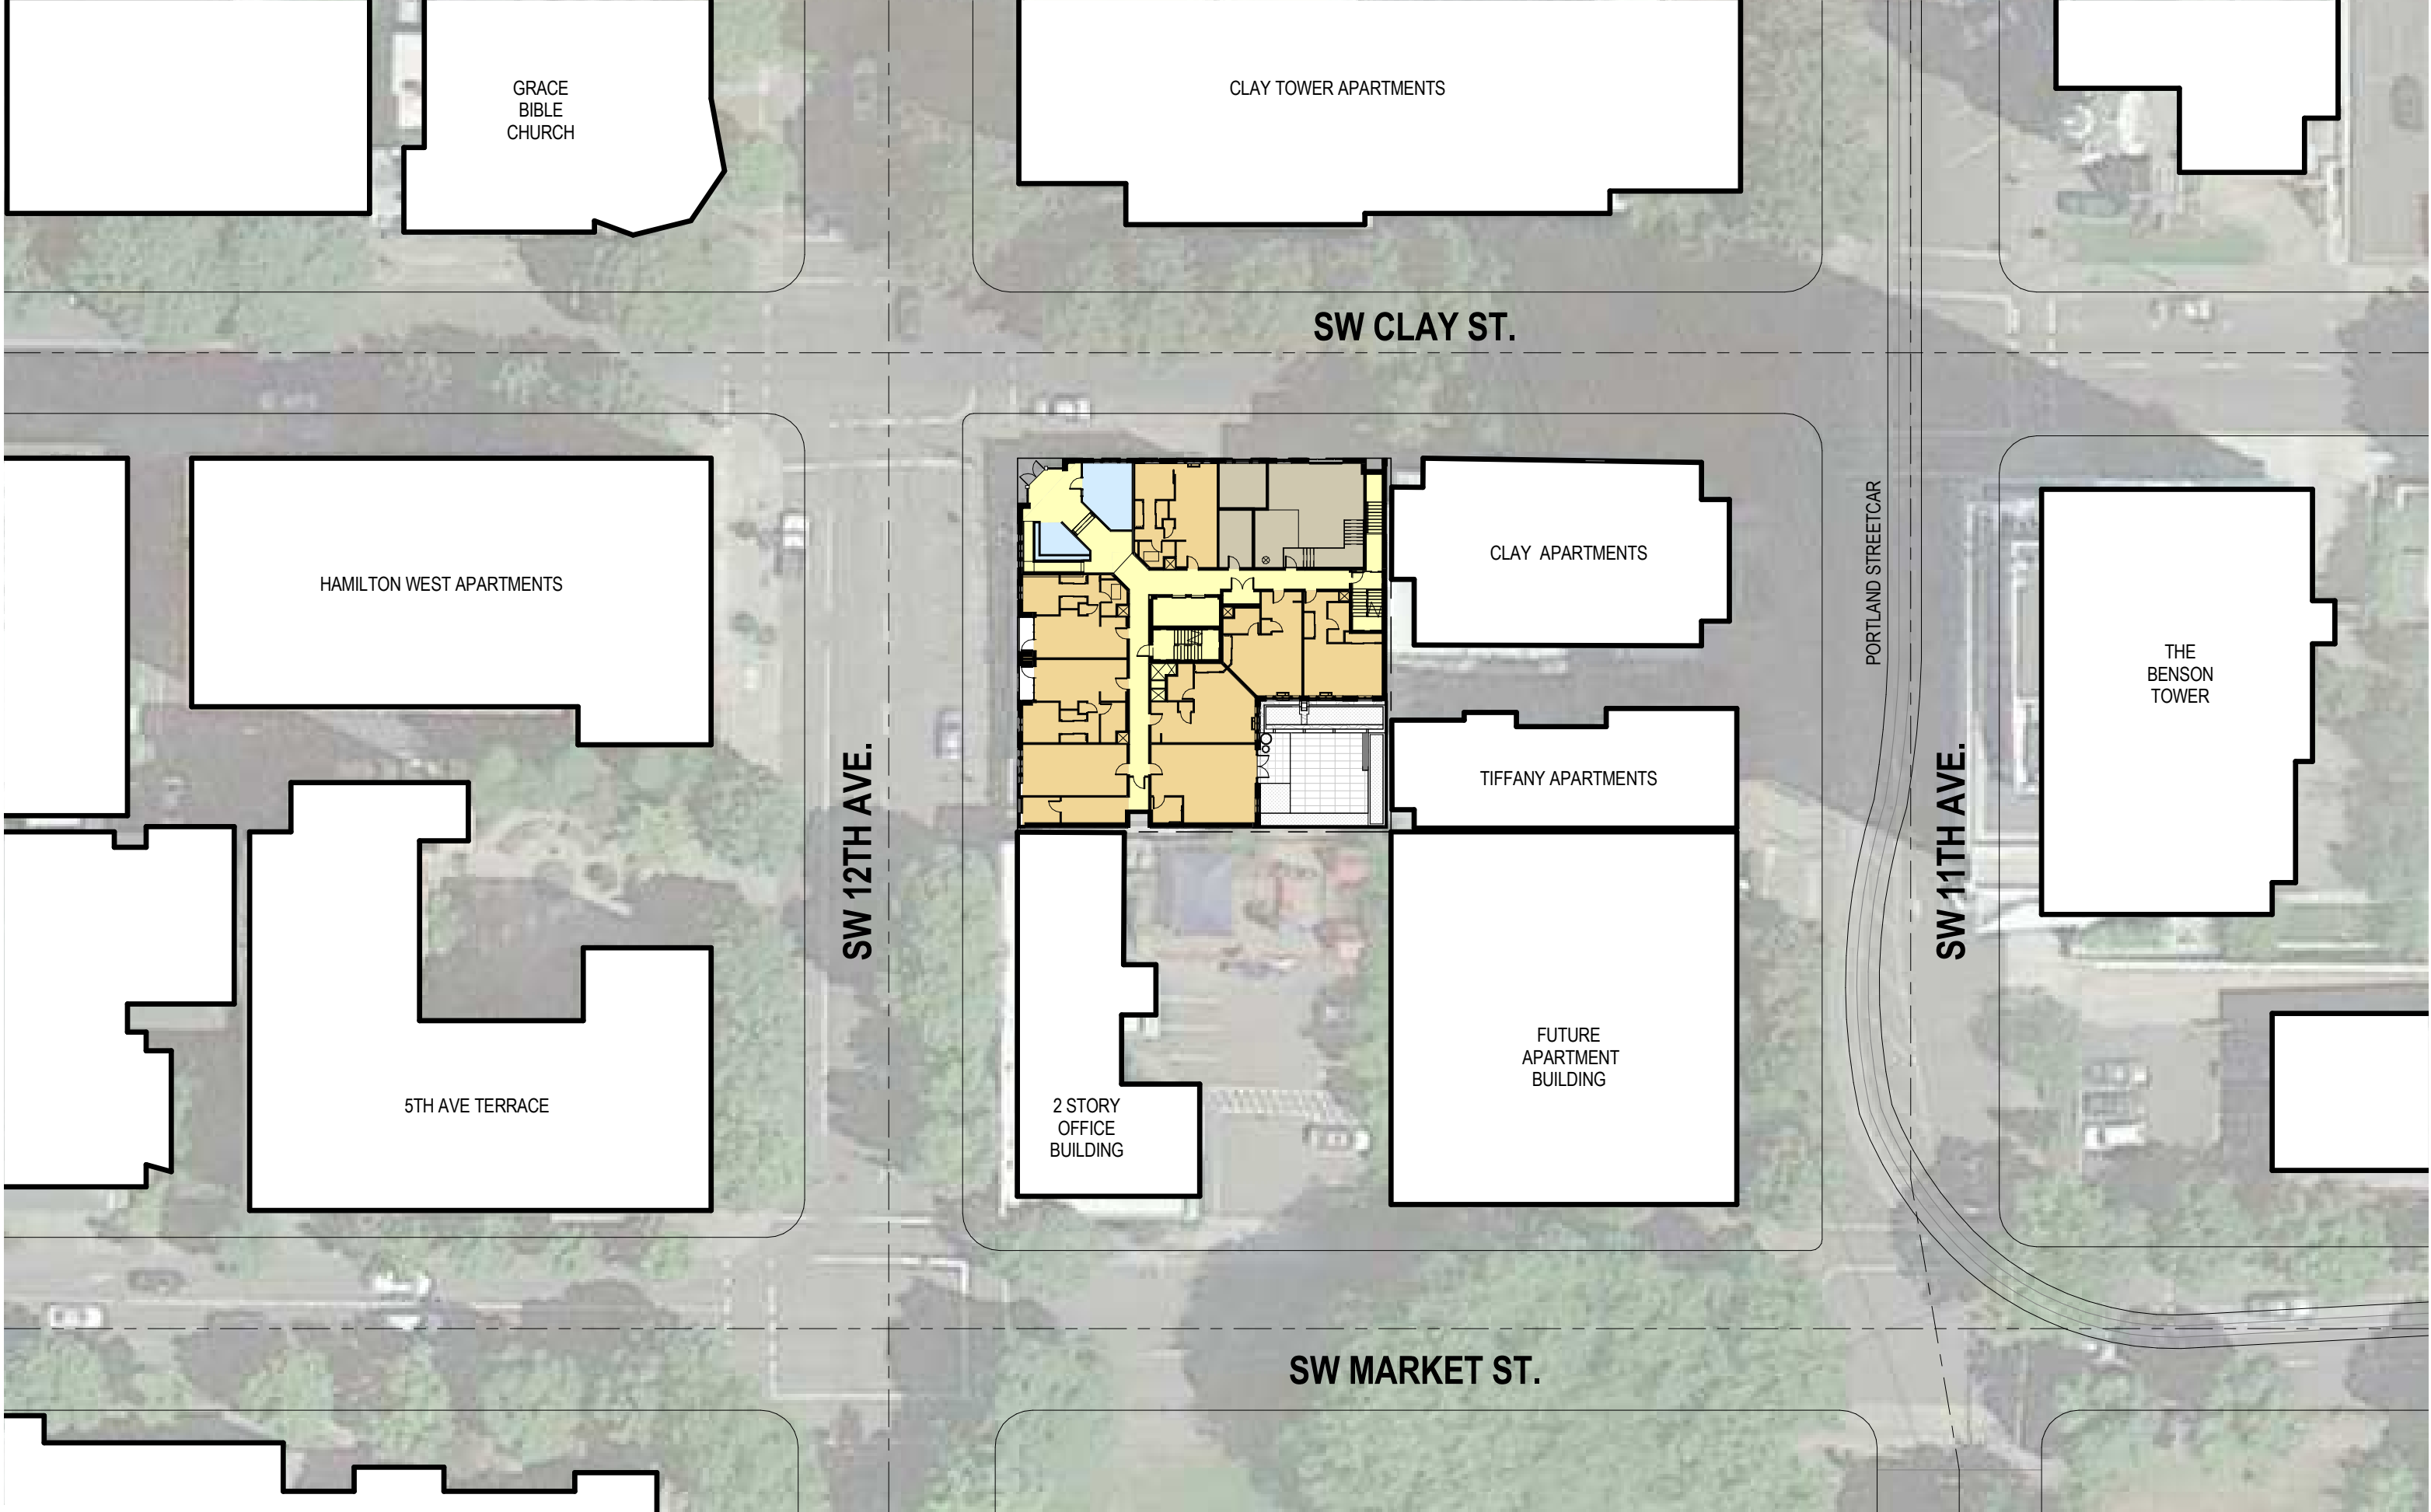 GRACE
BIBLE
CHURCH
CLAY TOWER APARTMENTS
SW CLAY ST.
HAMILTON WEST APARTMENTS
CLAY APARTMENTS
PORTLAND STREETCAR
THE
BENSON
TOWER
TIFFANY APARTMENTS
SW 12TH AVE.
SW 11TH AVE.
5TH AVE TERRACE
2 STORY
OFFICE
BUILDING
FUTURE
APARTMENT
BUILDING
SW MARKET ST.